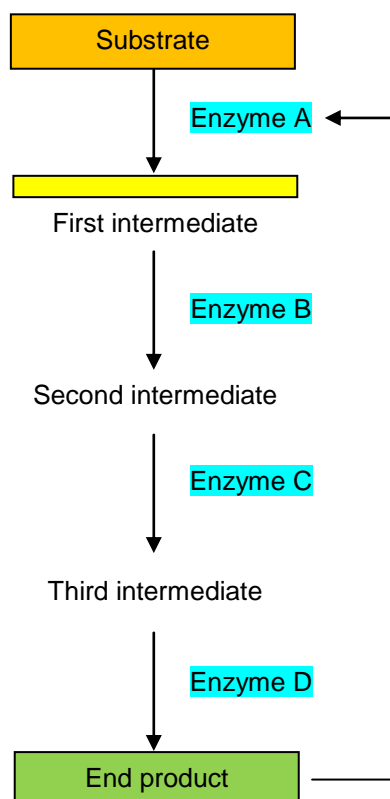 Substrate
Enzyme A
First intermediate
Enzyme B
Second intermediate
Enzyme C
Third intermediate
Enzyme D
End product